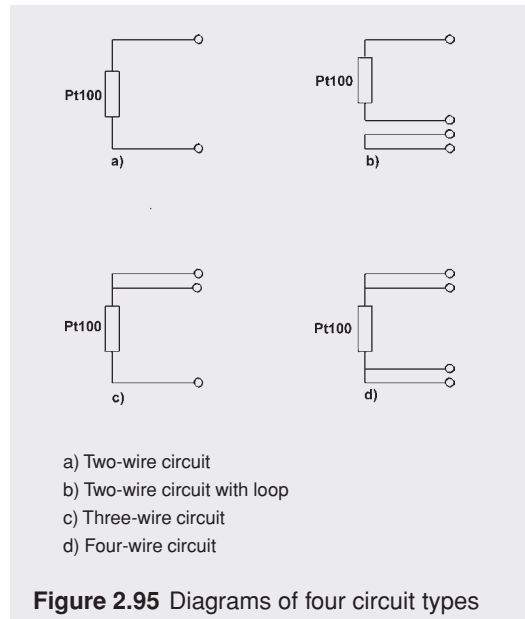 Pt100
a)
Pt100
b)
Pt100
c)
Pt100
d)
a) Two-wire circuit
b) Two-wire circuit with loop
c) Three-wire circuit
d) Four-wire circuit
Figure 2.95 Diagrams of four circuit types